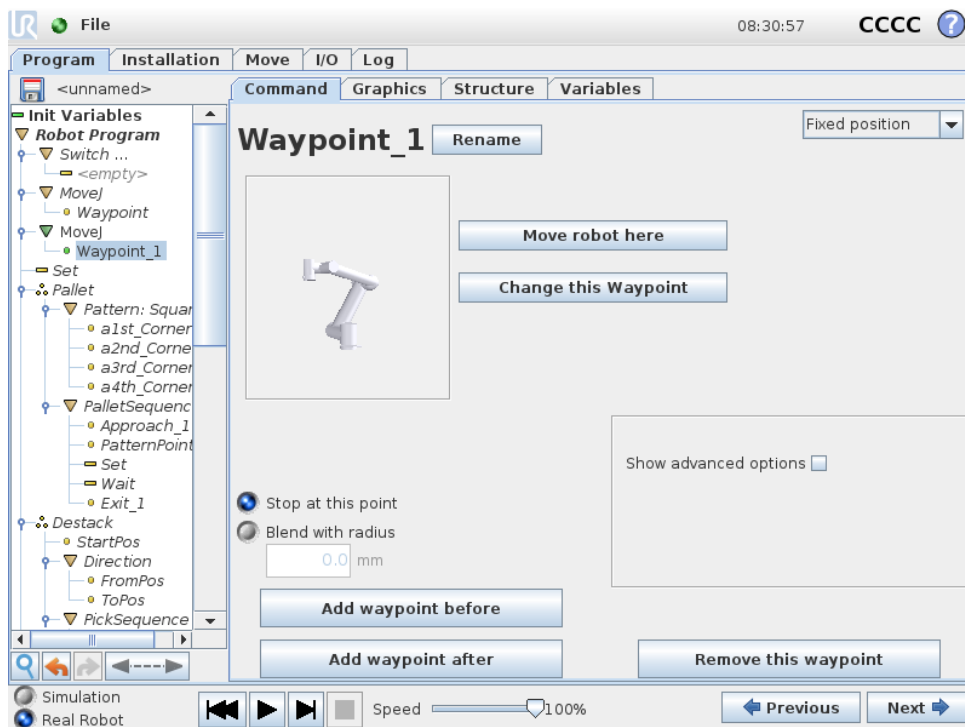 UR File 08:30:57 CCCC ?
Program Installation Move I/O Log
<unnamed> Command Graphics Structure Variables
Init Variables
Robot Program
Switch ...
<empty>
MoveJ
Waypoint
MoveJ
Waypoint_1
Set
Pallet
Pattern: Squar
a1st_Corner
a2nd_Corne
a3rd_Corner
a4th_Corner
PalletSequenc
Approach_1
PatternPoint
Set
Wait
Exit_1
Destack
StartPos
Direction
FromPos
ToPos
PickSequence
Waypoint_1 Rename Fixed position
Move robot here
Change this Waypoint
Show advanced options
Stop at this point
Blend with radius
0.0 mm
Add waypoint before
Add waypoint after Remove this waypoint
Simulation
Real Robot
Speed 100% Previous Next